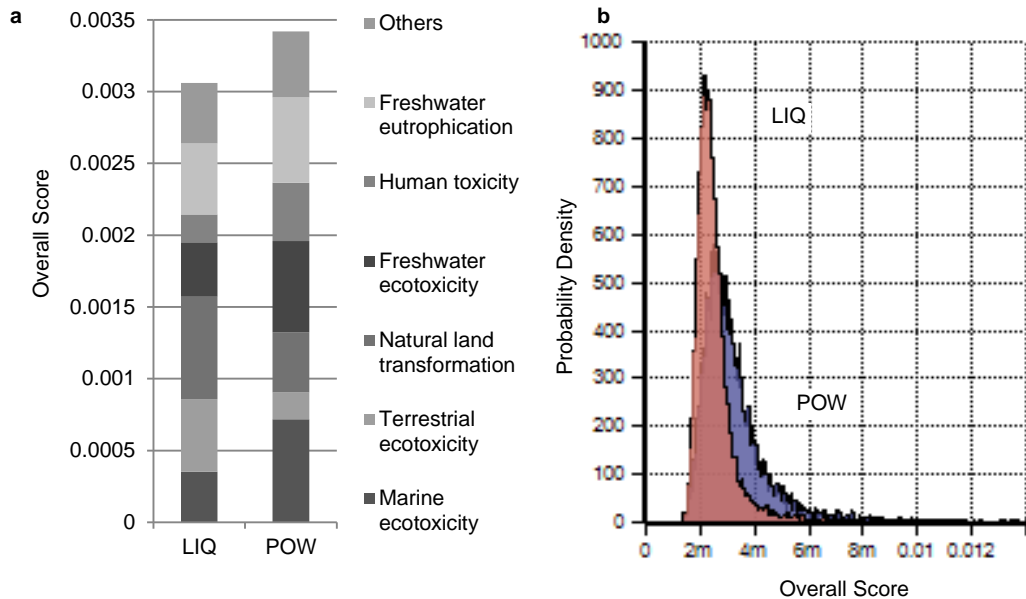 a
0.0035
0.003
0.0025
0.002
0.0015
0.001
0.0005
0
Overall Score
LIQ
POW
Others
Freshwater
eutrophication
Human toxicity
Freshwater
ecotoxicity
Natural land
transformation
Terrestrial
ecotoxicity
Marine
ecotoxicity
b
1000
900
800
700
600
500
400
300
200
100
0
Probability Density
LIQ
POW
0
2m
4m
6m
8m
0.01
0.012
Overall Score